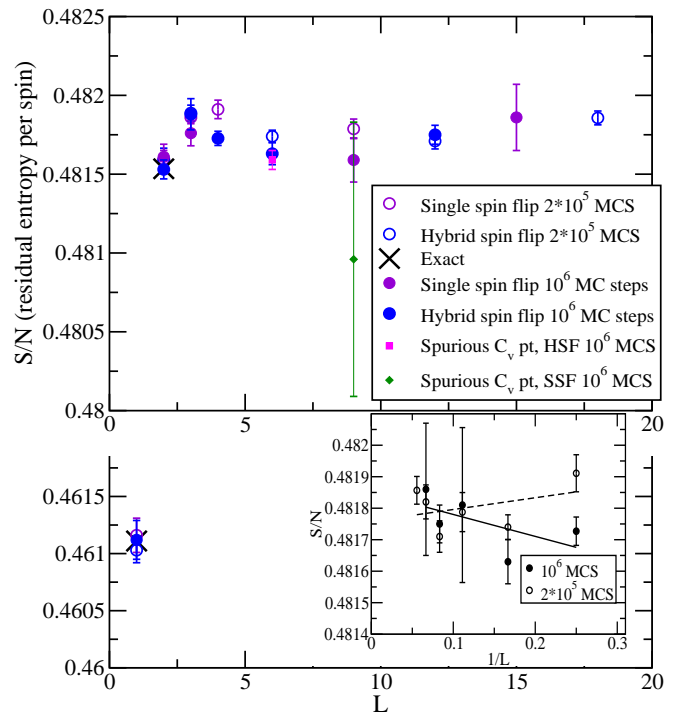 0.4825
0.482
0.4815
0.481
0.4805
0.48
S/N (residual entropy per spin)
Single spin flip 2*10^5 MCS
Hybrid spin flip 2*10^5 MCS
Exact
Single spin flip 10^6 MC steps
Hybrid spin flip 10^6 MC steps
Spurious C_v pt, HSF 10^6 MCS
Spurious C_v pt, SSF 10^6 MCS
0 5 10 15 20
0.4615
0.461
0.4605
0.46
0 5 10 15 20
L
0.482
0.4819
0.4818
0.4817
0.4816
0.4815
0.4814
S/N
10^6 MCS
2*10^5 MCS
0 0.1 0.2 0.3
1/L